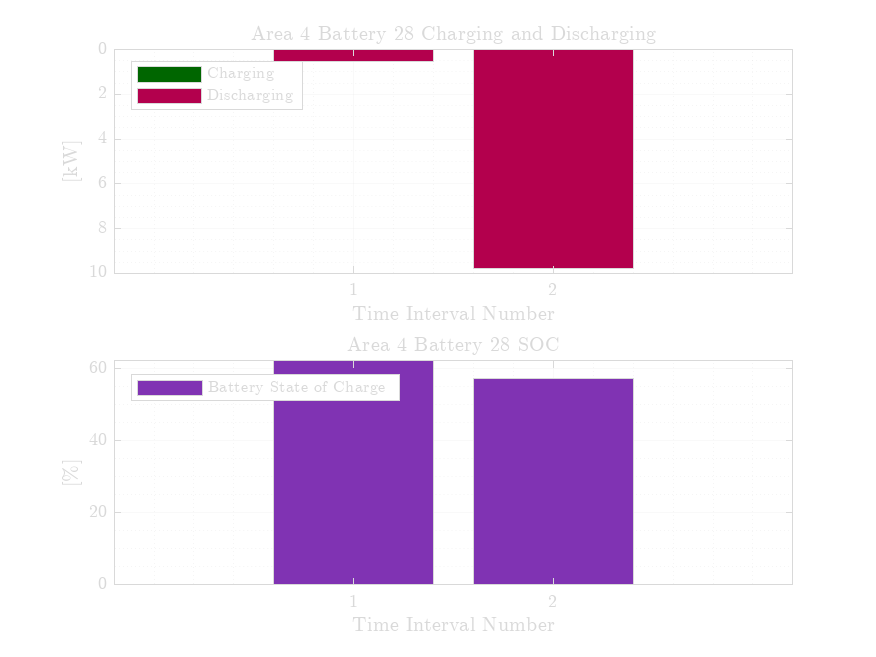 Area 4 Battery 28 Charging and Discharging
0
2
4
6
8
10
[kW]
Charging
Discharging
1 2
Time Interval Number
Area 4 Battery 28 SOC
60
40
20
0
[%]
Battery State of Charge
1 2
Time Interval Number